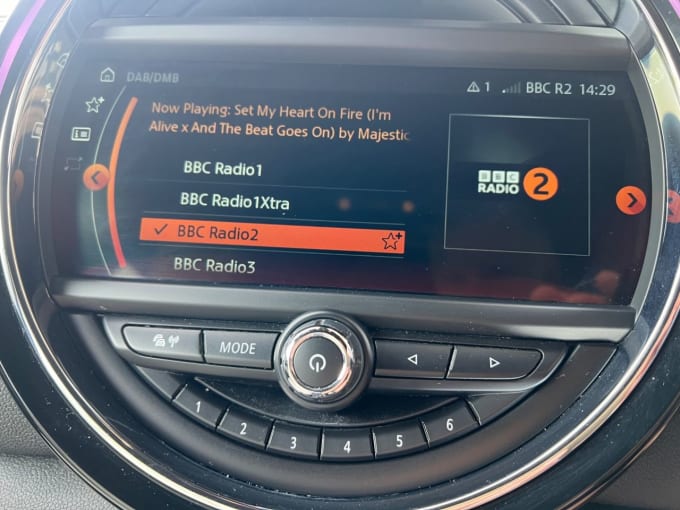 DAB/DMB
1 BBC R2 14:29
Now Playing: Set My Heart On Fire (I'm
Alive x And The Beat Goes On) by Majestic
BBC Radio1
BBC Radio1Xtra
BBC Radio2
BBC Radio3
BBC
RADIO 2
MODE
1 2 3 4 5 6